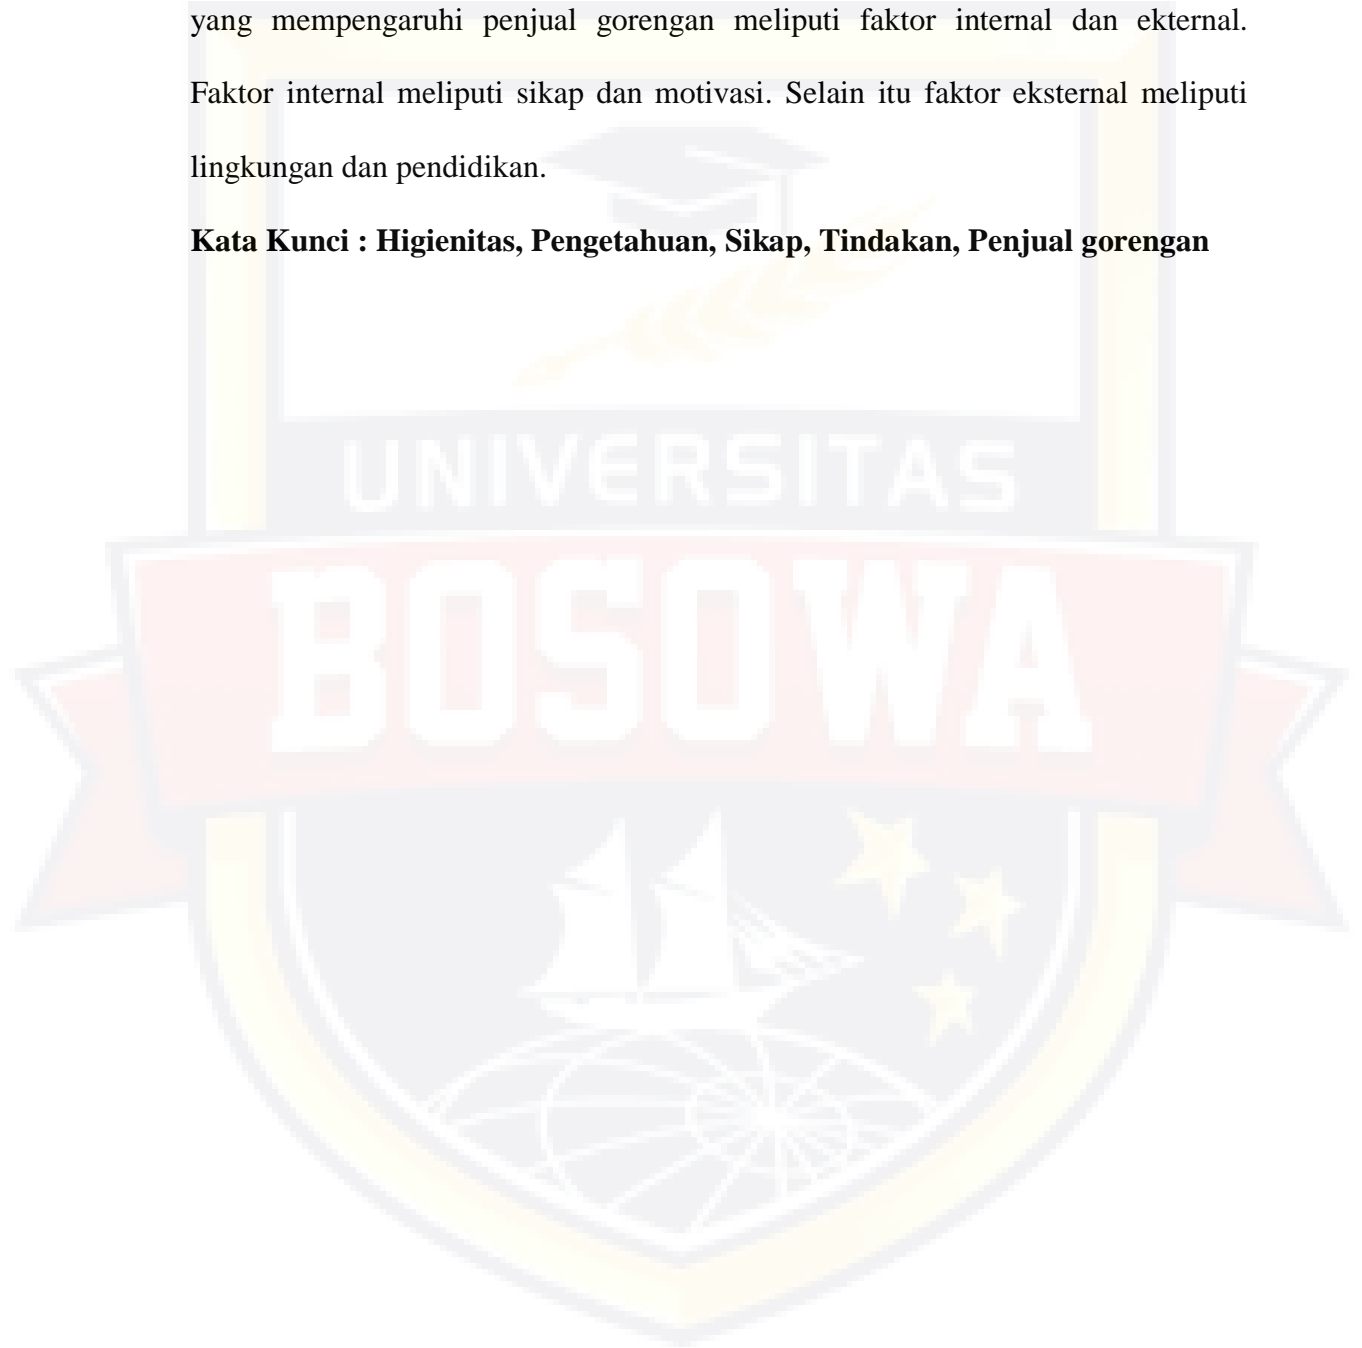 yang mempengaruhi penjual gorengan meliputi faktor internal dan ekternal.
Faktor internal meliputi sikap dan motivasi. Selain itu faktor eksternal meliputi
lingkungan dan pendidikan.
Kata Kunci : Higienitas, Pengetahuan, Sikap, Tindakan, Penjual gorengan
UNIVERSITAS
BOSOWA